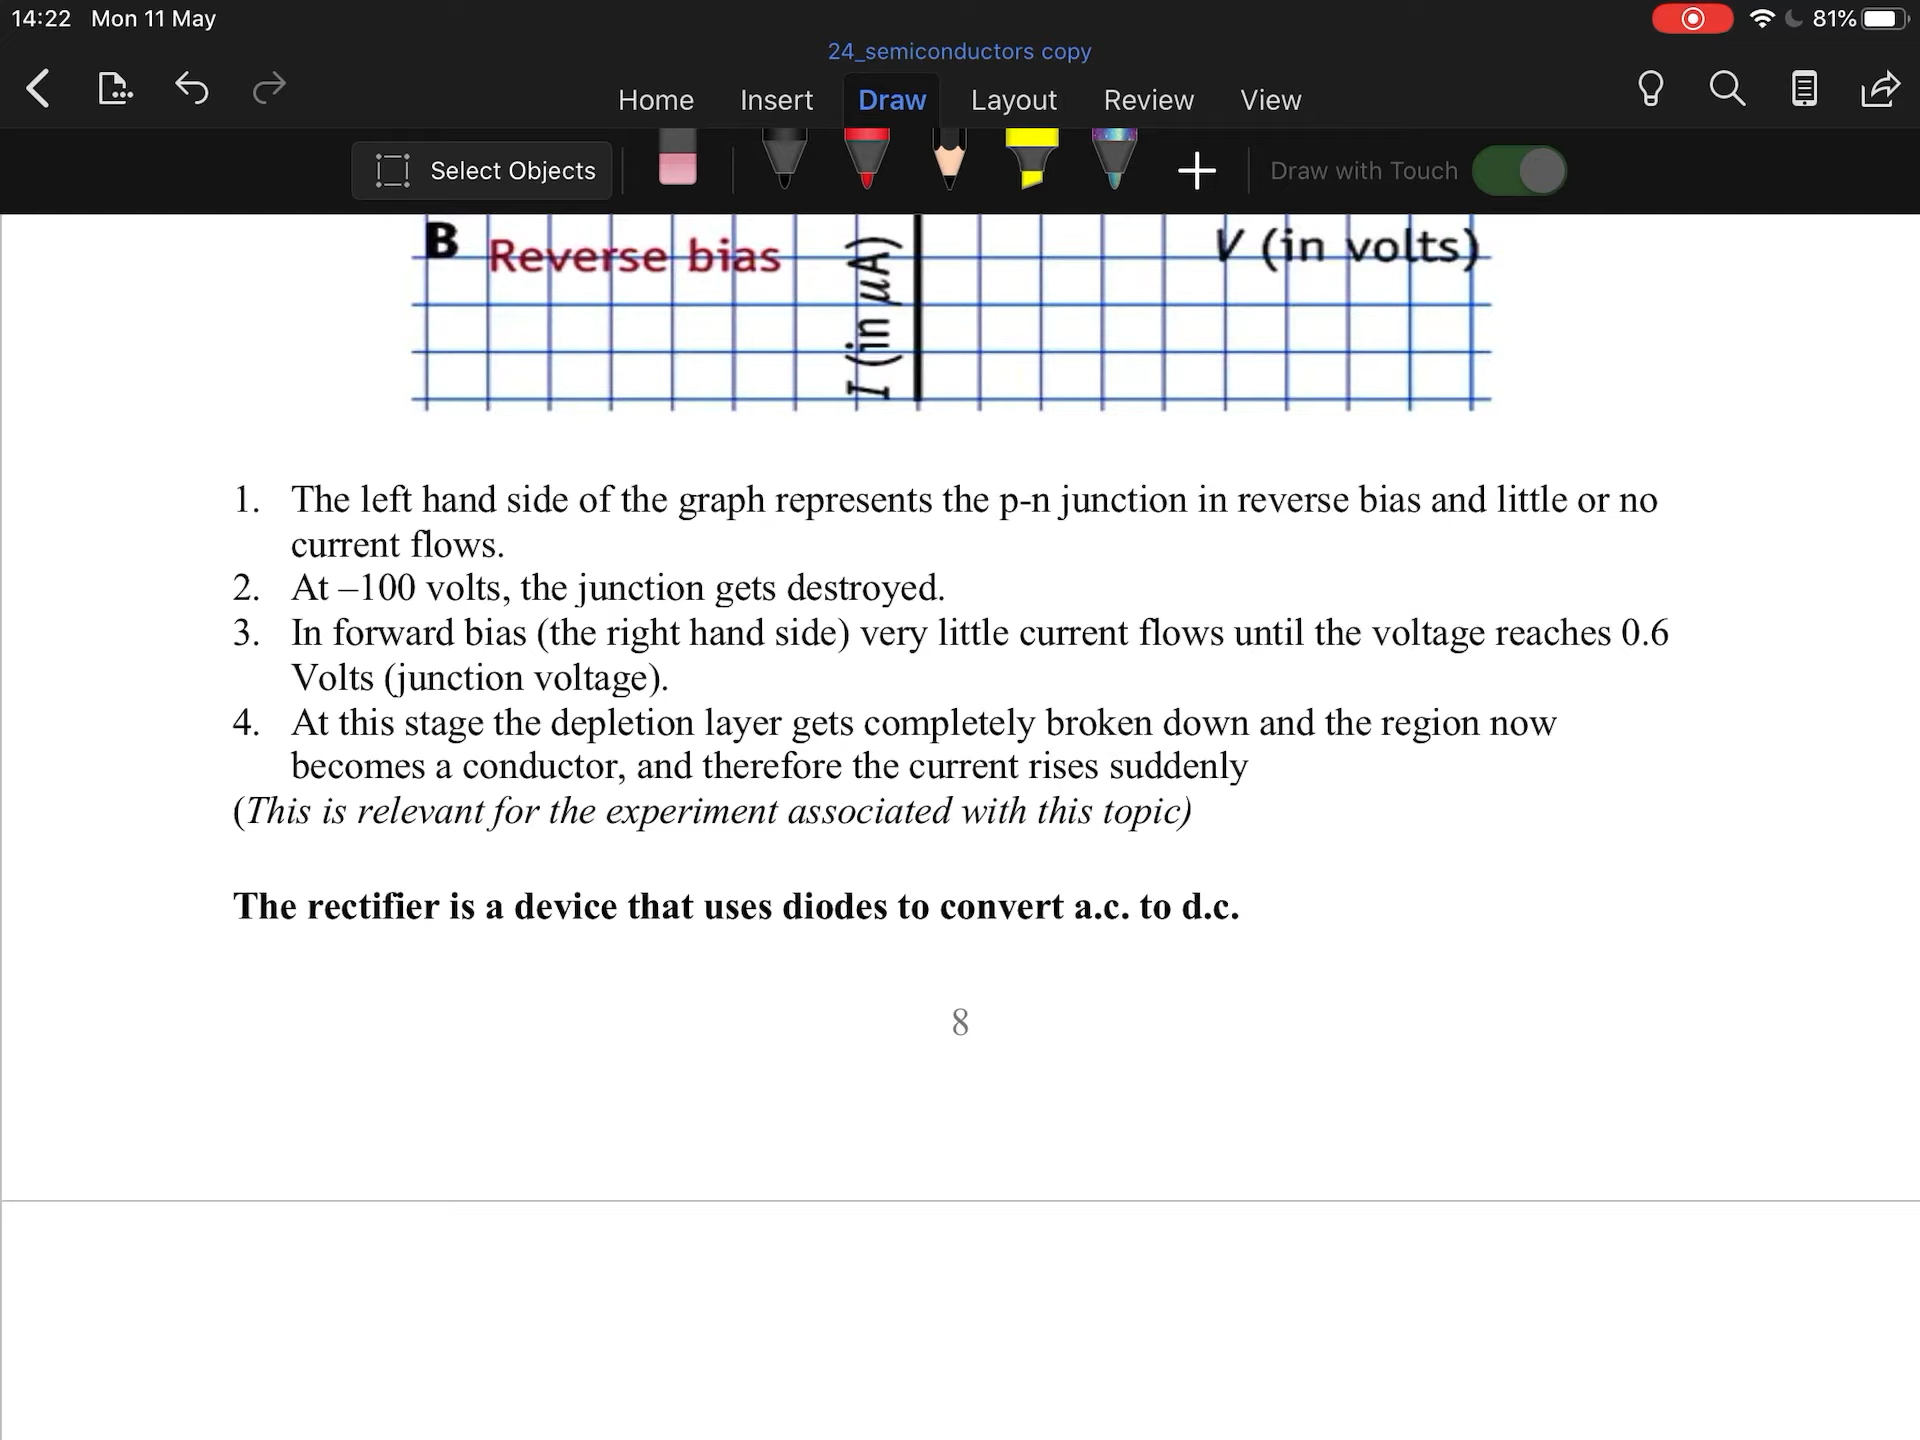 14:22 Mon 11 May
81%
24_semiconductors copy
Home Insert Draw Layout Review View
Select Objects
Draw with Touch
B Reverse bias
I (in µA)
V (in volts)
1. The left hand side of the graph represents the p-n junction in reverse bias and little or no
current flows.
2. At –100 volts, the junction gets destroyed.
3. In forward bias (the right hand side) very little current flows until the voltage reaches 0.6
Volts (junction voltage).
4. At this stage the depletion layer gets completely broken down and the region now
becomes a conductor, and therefore the current rises suddenly
(This is relevant for the experiment associated with this topic)
The rectifier is a device that uses diodes to convert a.c. to d.c.
8